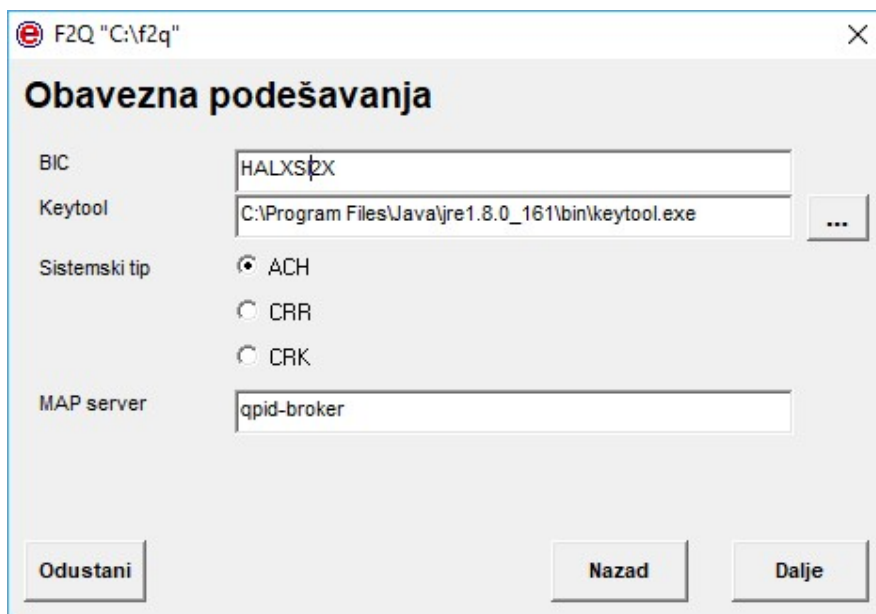 e F2Q "C:\f2q"
Obavezna podešavanja
BIC HALXSI2X
Keytool C:\Program Files\Java\jre1.8.0_161\bin\keytool.exe ...
Sistemski tip ACH
CRR
CRK
MAP server qpid-broker
Odustani Nazad Dalje